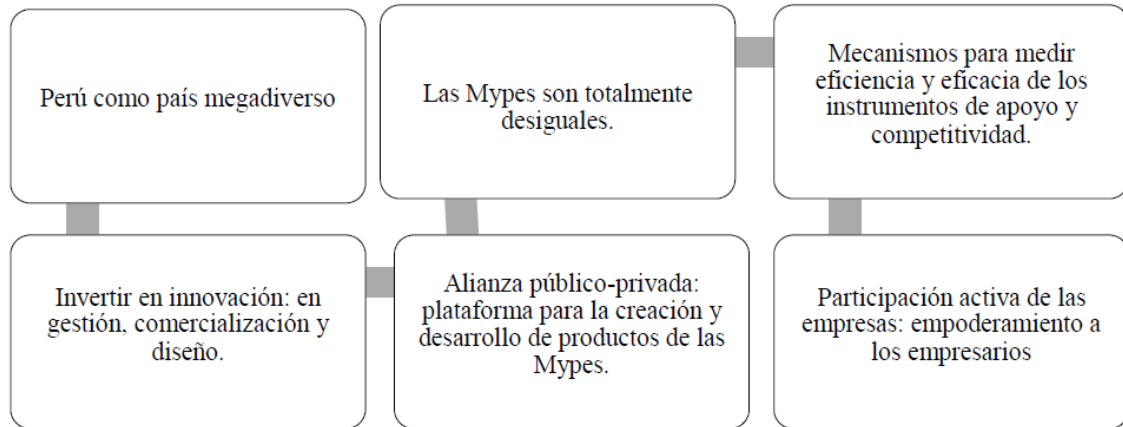 Perú como país megadiverso
Invertir en innovación: en
gestión, comercialización y
diseño.
Alianza público-privada:
plataforma para la creación y
desarrollo de productos de las
Mypes.
Las Mypes son totalmente
desiguales.
Mecanismos para medir
eficiencia y eficacia de los
instrumentos de apoyo y
competitividad.
Participación activa de las
empresas: empoderamiento a
los empresarios